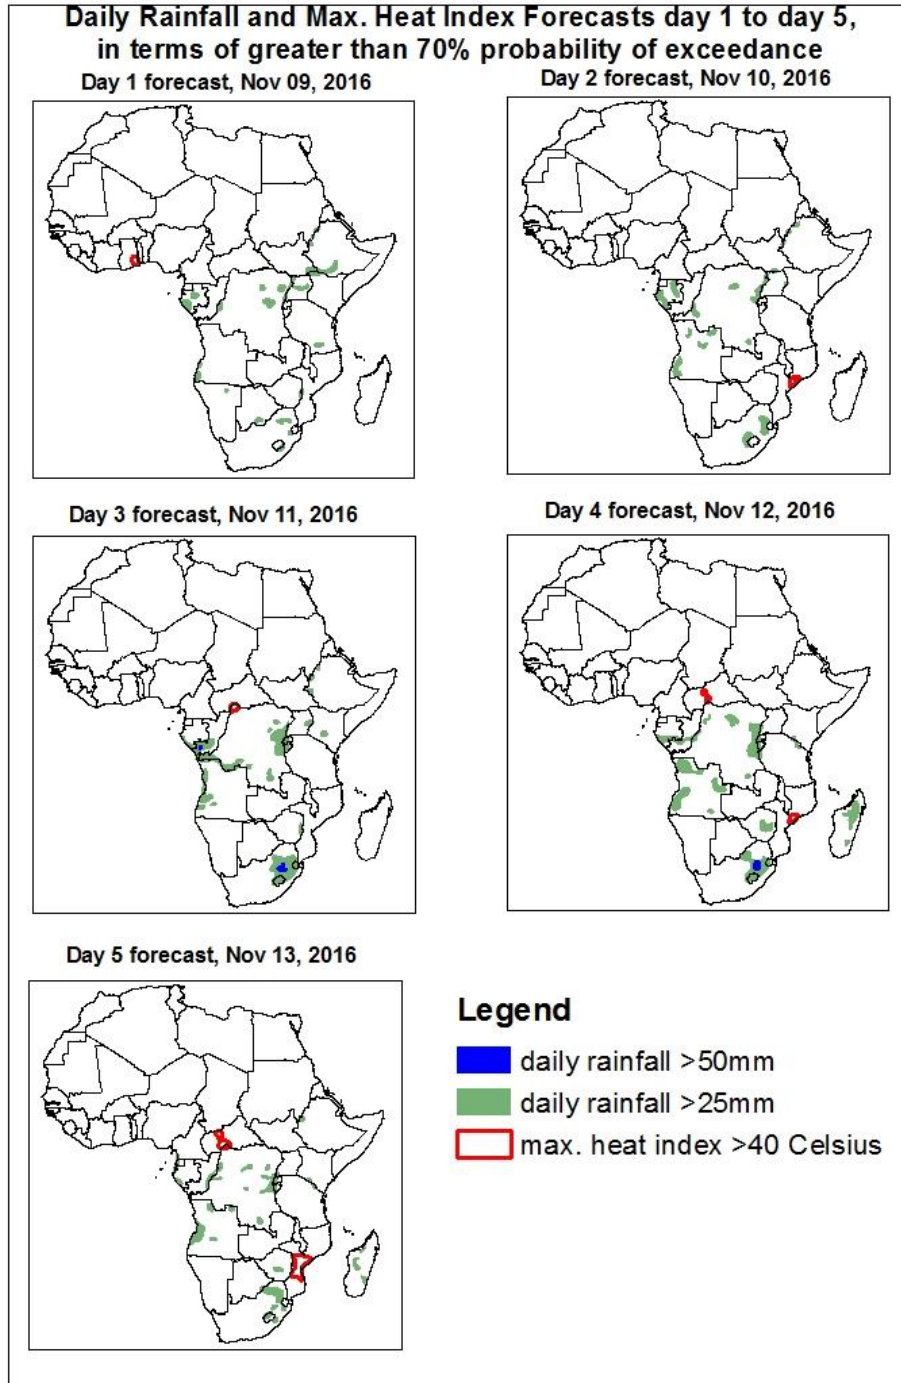 Daily Rainfall and Max. Heat Index Forecasts day 1 to day 5,
in terms of greater than 70% probability of exceedance
Day 1 forecast, Nov 09, 2016
Day 2 forecast, Nov 10, 2016
Day 3 forecast, Nov 11, 2016
Day 4 forecast, Nov 12, 2016
Day 5 forecast, Nov 13, 2016
Legend
daily rainfall >50mm
daily rainfall >25mm
max. heat index >40 Celsius